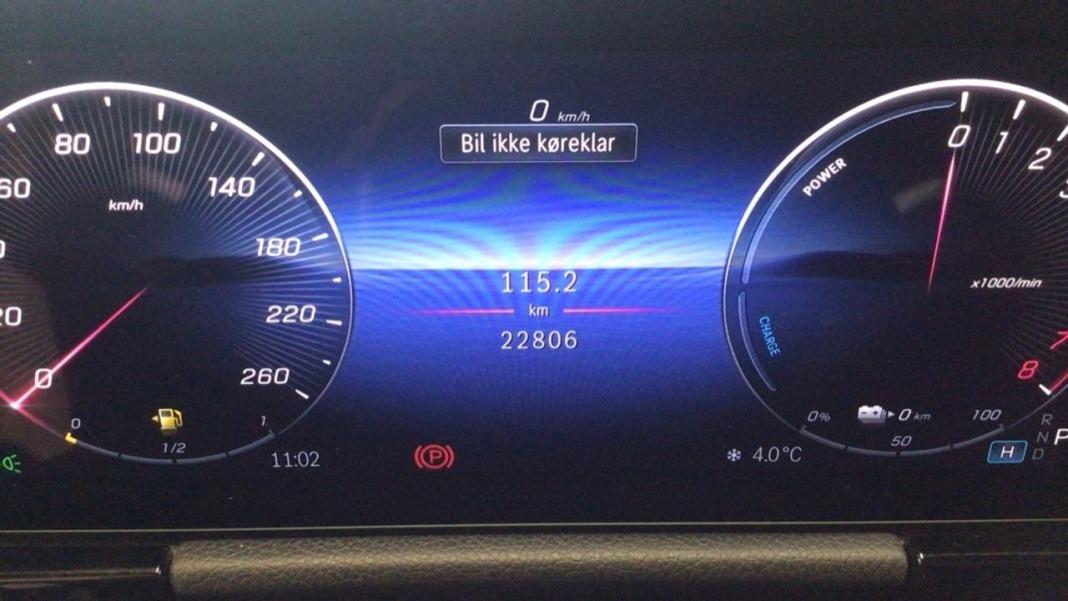 0 km/h
Bil ikke køreklar
80
100
60
140
km/h
180
20
220
0
260
0
1/2
1
11:02
115.2
km
22806
P
POWER
CHARGE
0
1
2
x1000/min
7
8
0%
0 km
50
100
4.0°C
H
R
N
D
P